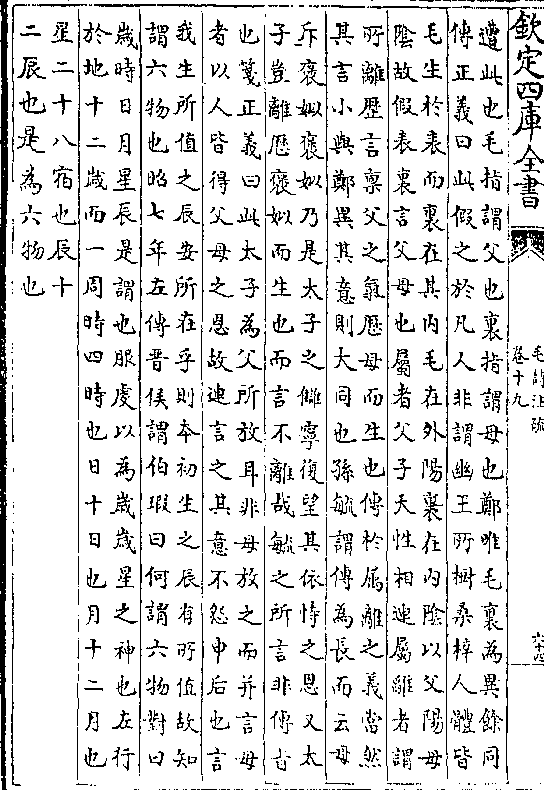 欽定四庫全書
毛詩注疏
卷十九
六十四
遭此也毛指謂父也裏指謂母也鄭唯毛裏為異餘同
傳正義曰此假之於凡人非謂幽王所樹桑梓人體皆
毛生於表而裏在其内毛在外陽裏在内陰以父陽母
陰故假表裏言父母也屬者父子天性相連屬離者謂
所離歴言稟父之氣歴母而生也傳於屬離之義當然
其言小與鄭異其意則大同也孫毓謂傳為長而云母
斥褒姒褒姒乃是太子之讎寧復望其依恃之恩又太
子豈離歴褒姒而生也而言不離哉毓之所言非傳㫖
也箋正義曰此太子為父所放耳非母放之而并言母
者以人皆得父母之恩故連言之其意不怨申后也言
我生所值之辰安所在乎則本初生之辰有所值故知
謂六物也昭七年左傳晉侯謂伯瑕曰何謂六物對曰
歳時日月星辰是謂也服䖍以為歳歳星之神也左行
於地十二歳而一周時四時也日十日也月十二月也
星二十八宿也辰十
二辰也是為六物也